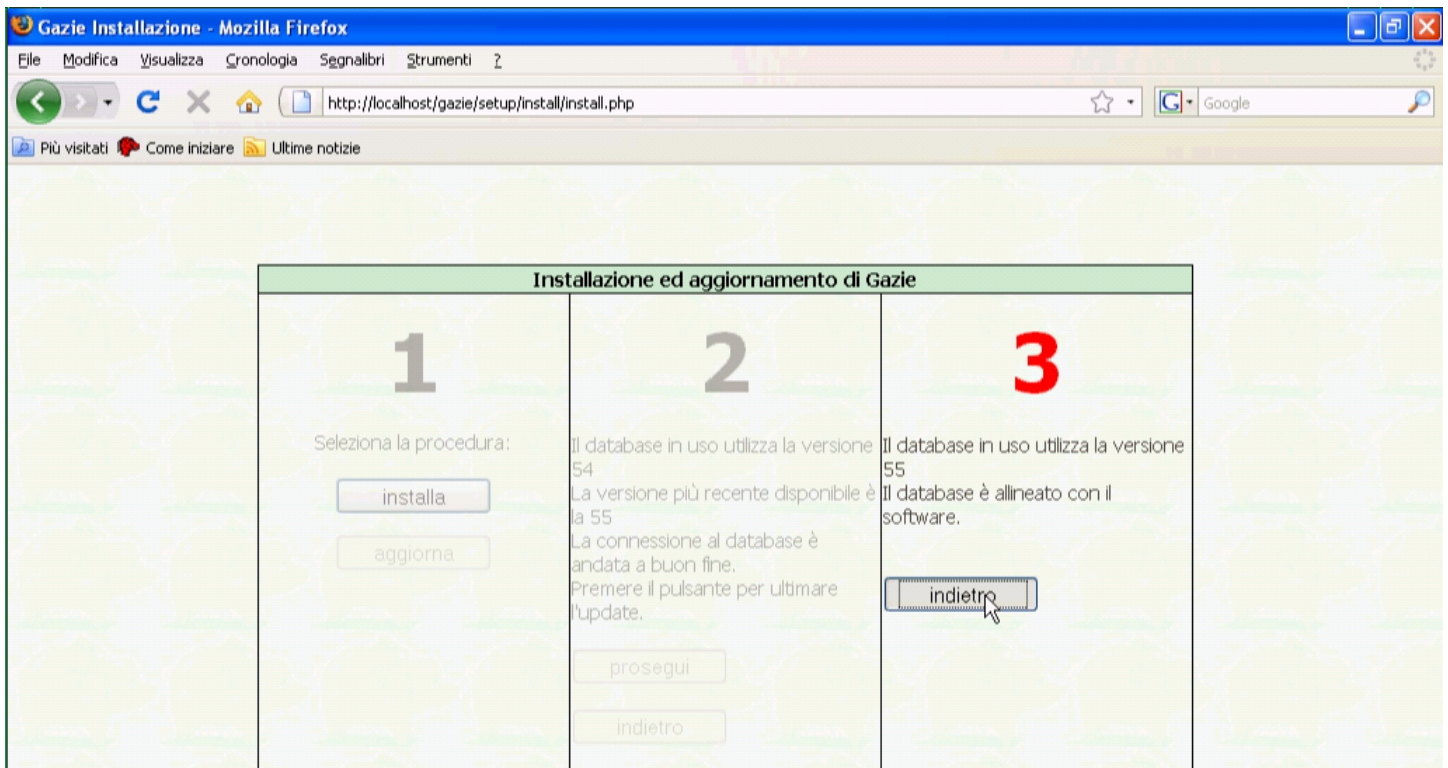 Gazie Installazione - Mozilla Firefox
File Modifica Visualizza Cronologia Segnalibri Strumenti ?
http://localhost/gazie/setup/install/install.php
G Google
Più visitati Come iniziare Ultime notizie
Installazione ed aggiornamento di Gazie
1
Seleziona la procedura:
installa
aggiorna
2
Il database in uso utilizza la versione
54
La versione più recente disponibile è
la 55
La connessione al database è
andata a buon fine.
Premere il pulsante per ultimare
l'update.
prosegui
indietro
3
Il database in uso utilizza la versione
55
Il database è allineato con il
software.
indietro